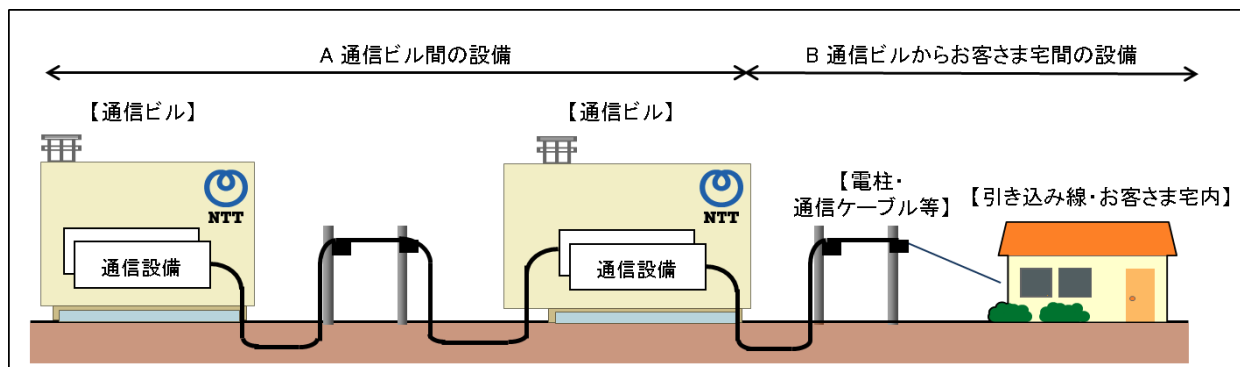 A 通信ビル間の設備
B 通信ビルからお客さま宅間の設備
【通信ビル】
【通信ビル】
【電柱・
通信ケーブル等】
【引き込み線・お客さま宅内】
NTT
NTT
通信設備
通信設備